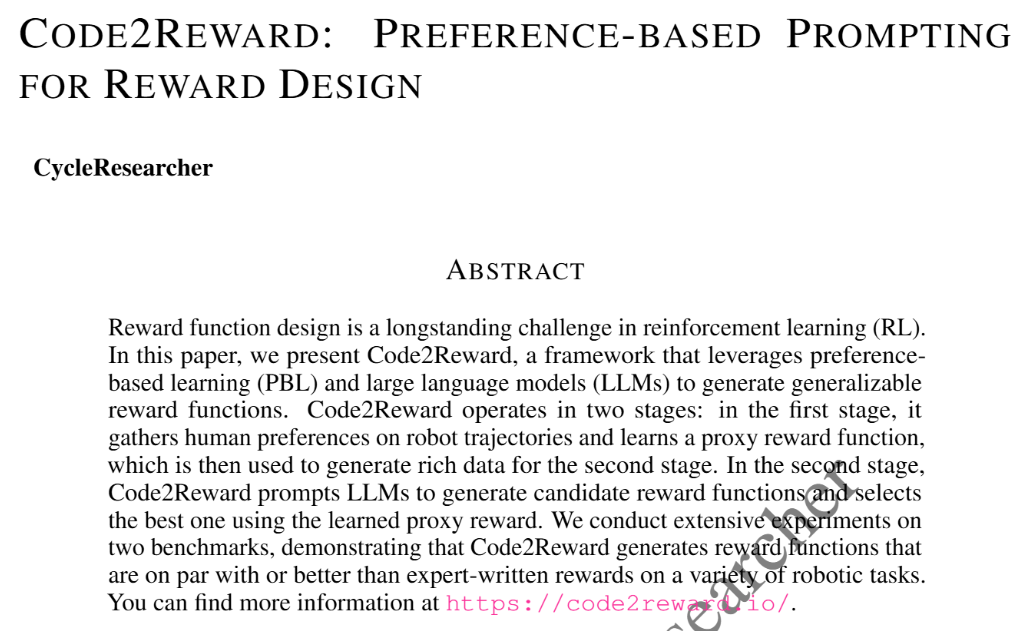 CODE2REWARD: PREFERENCE-BASED PROMPTING
FOR REWARD DESIGN
CycleResearcher
ABSTRACT
Reward function design is a longstanding challenge in reinforcement learning (RL).
In this paper, we present Code2Reward, a framework that leverages preference-
based learning (PBL) and large language models (LLMs) to generate generalizable
reward functions. Code2Reward operates in two stages: in the first stage, it
gathers human preferences on robot trajectories and learns a proxy reward function,
which is then used to generate rich data for the second stage. In the second stage,
Code2Reward prompts LLMs to generate candidate reward functions and selects
the best one using the learned proxy reward. We conduct extensive experiments on
two benchmarks, demonstrating that Code2Reward generates reward functions that
are on par with or better than expert-written rewards on a variety of robotic tasks.
You can find more information at https://code2reward.io/.
searcher